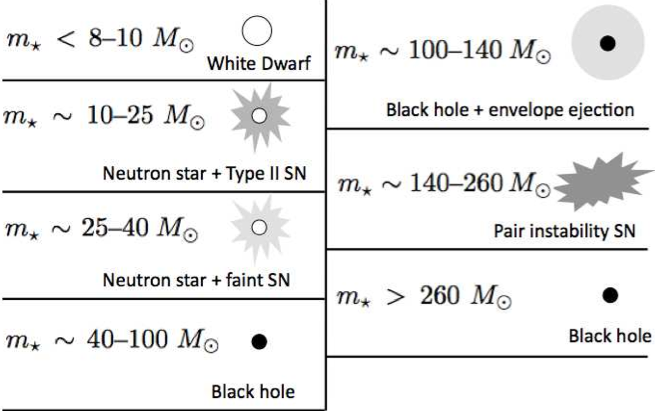 m⋆ < 8–10 M⊙
White Dwarf
m⋆ ∼ 10–25 M⊙
Neutron star + Type II SN
m⋆ ∼ 25–40 M⊙
Neutron star + faint SN
m⋆ ∼ 40–100 M⊙
Black hole
m⋆ ∼ 100–140 M⊙
Black hole + envelope ejection
m⋆ ∼ 140–260 M⊙
Pair instability SN
m⋆ > 260 M⊙
Black hole